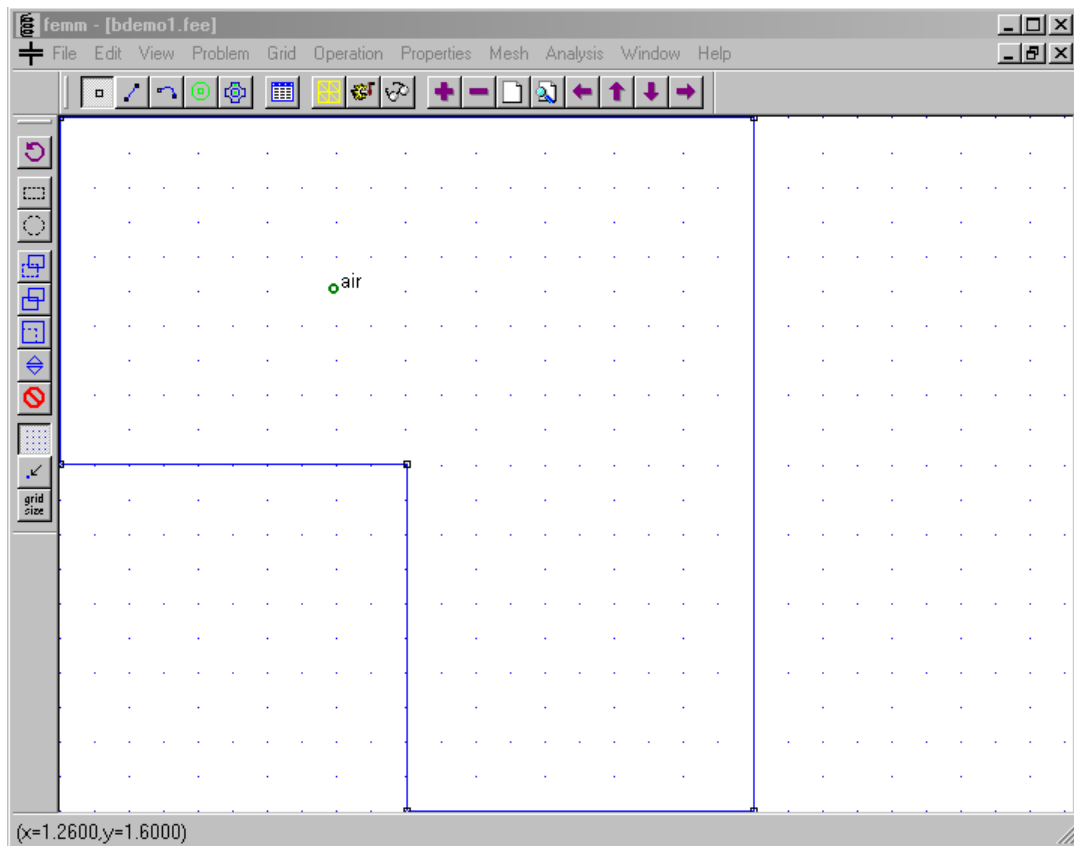 femm - [bdemo1.fee]
File Edit View Problem Grid Operation Properties Mesh Analysis Window Help
air
grid
size
(x=1.2600,y=1.6000)